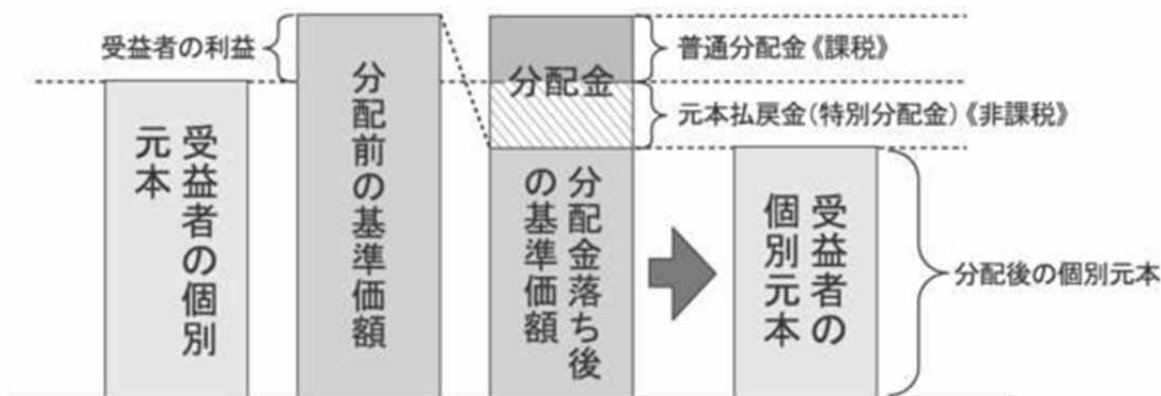 受益者の利益
受益者の個別
元本
分配前の基準価額
分配金
分配金落ち後
の基準価額
普通分配金《課税》
元本払戻金(特別分配金)《非課税》
受益者の
個別元本
分配後の個別元本